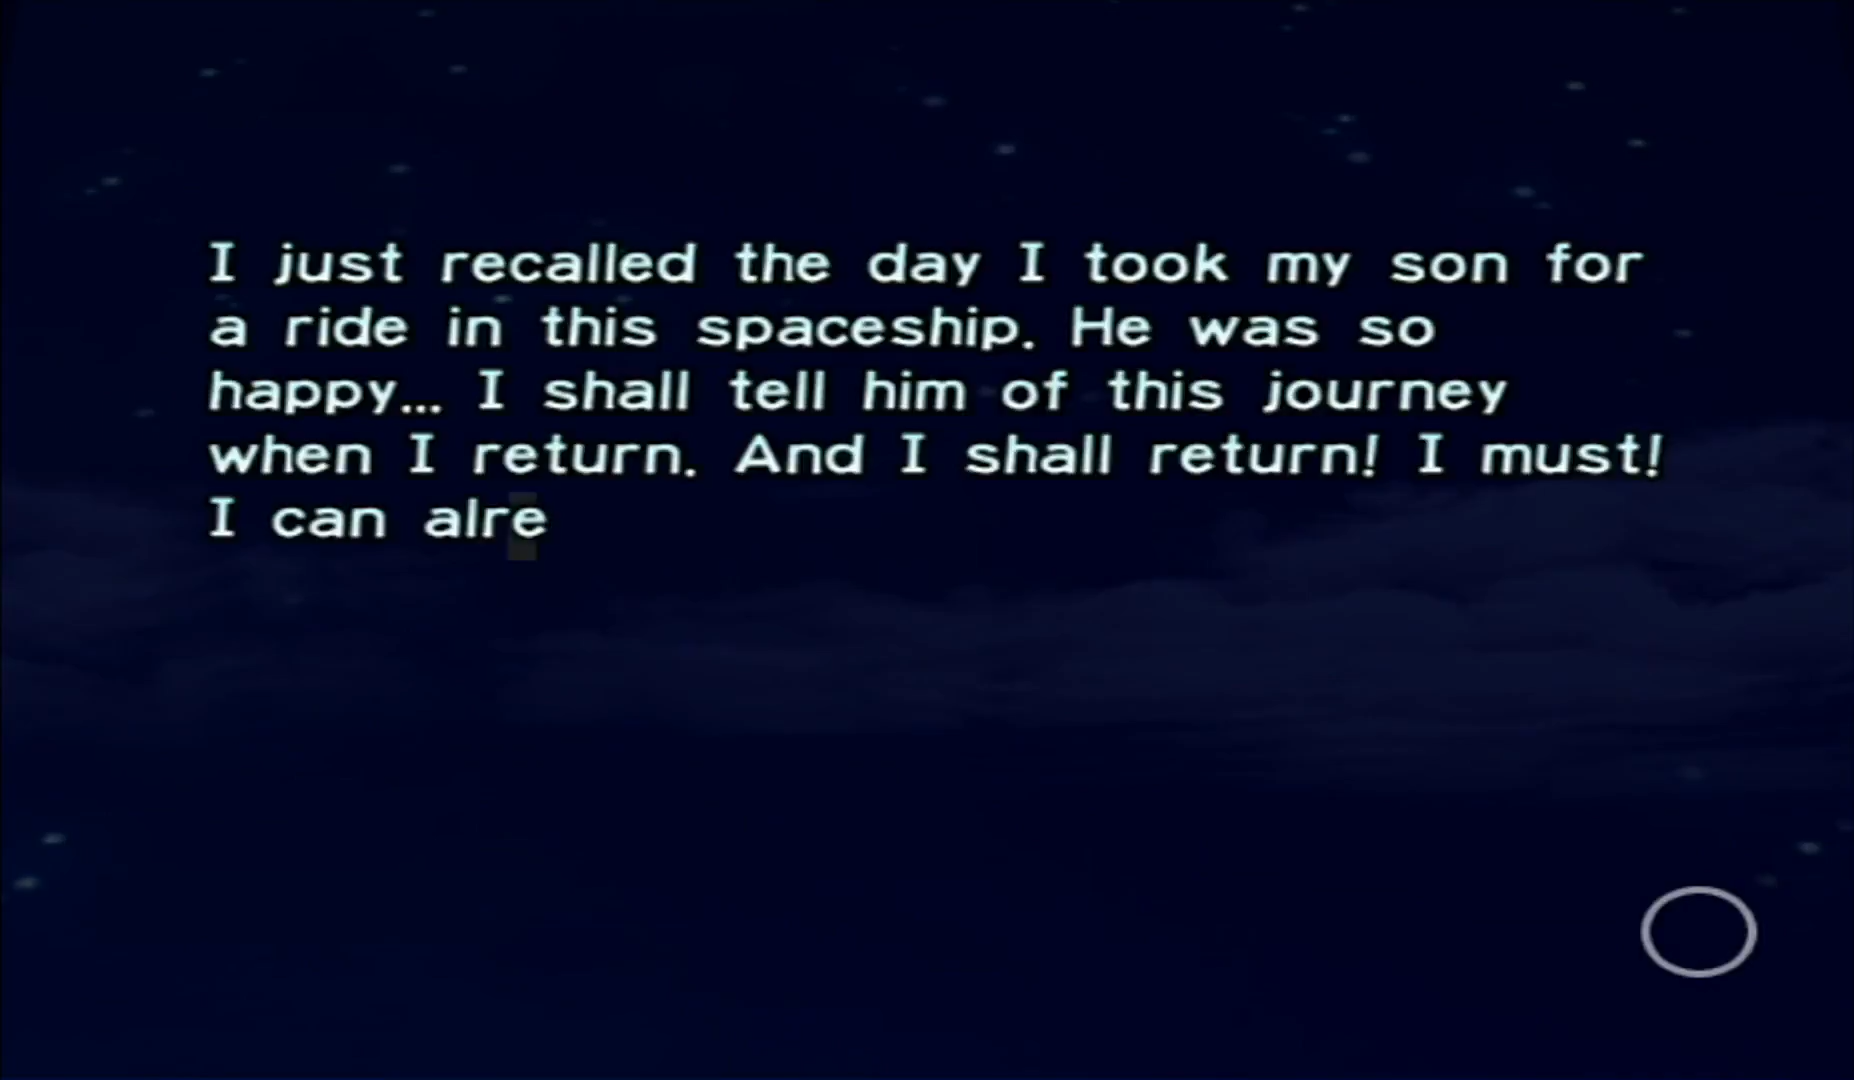 I just recalled the day I took my son for
a ride in this spaceship. He was so
happy... I shall tell him of this journey
when I return. And I shall return! I must!
I can alre